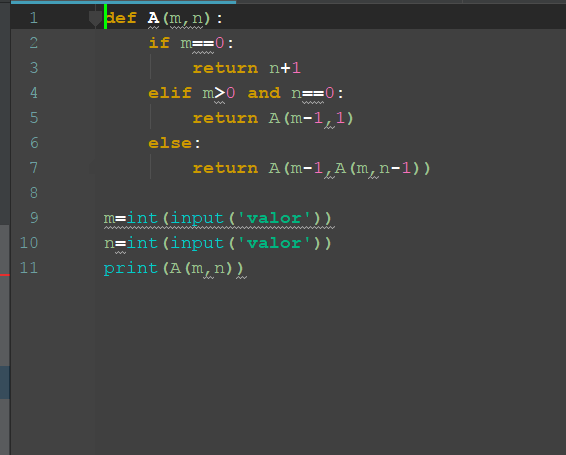 1 def A(m,n):
2     if m==0:
3         return n+1
4     elif m>0 and n==0:
5         return A(m-1,1)
6     else:
7         return A(m-1,A(m,n-1))
8
9 m=int(input('valor'))
10 n=int(input('valor'))
11 print(A(m,n))